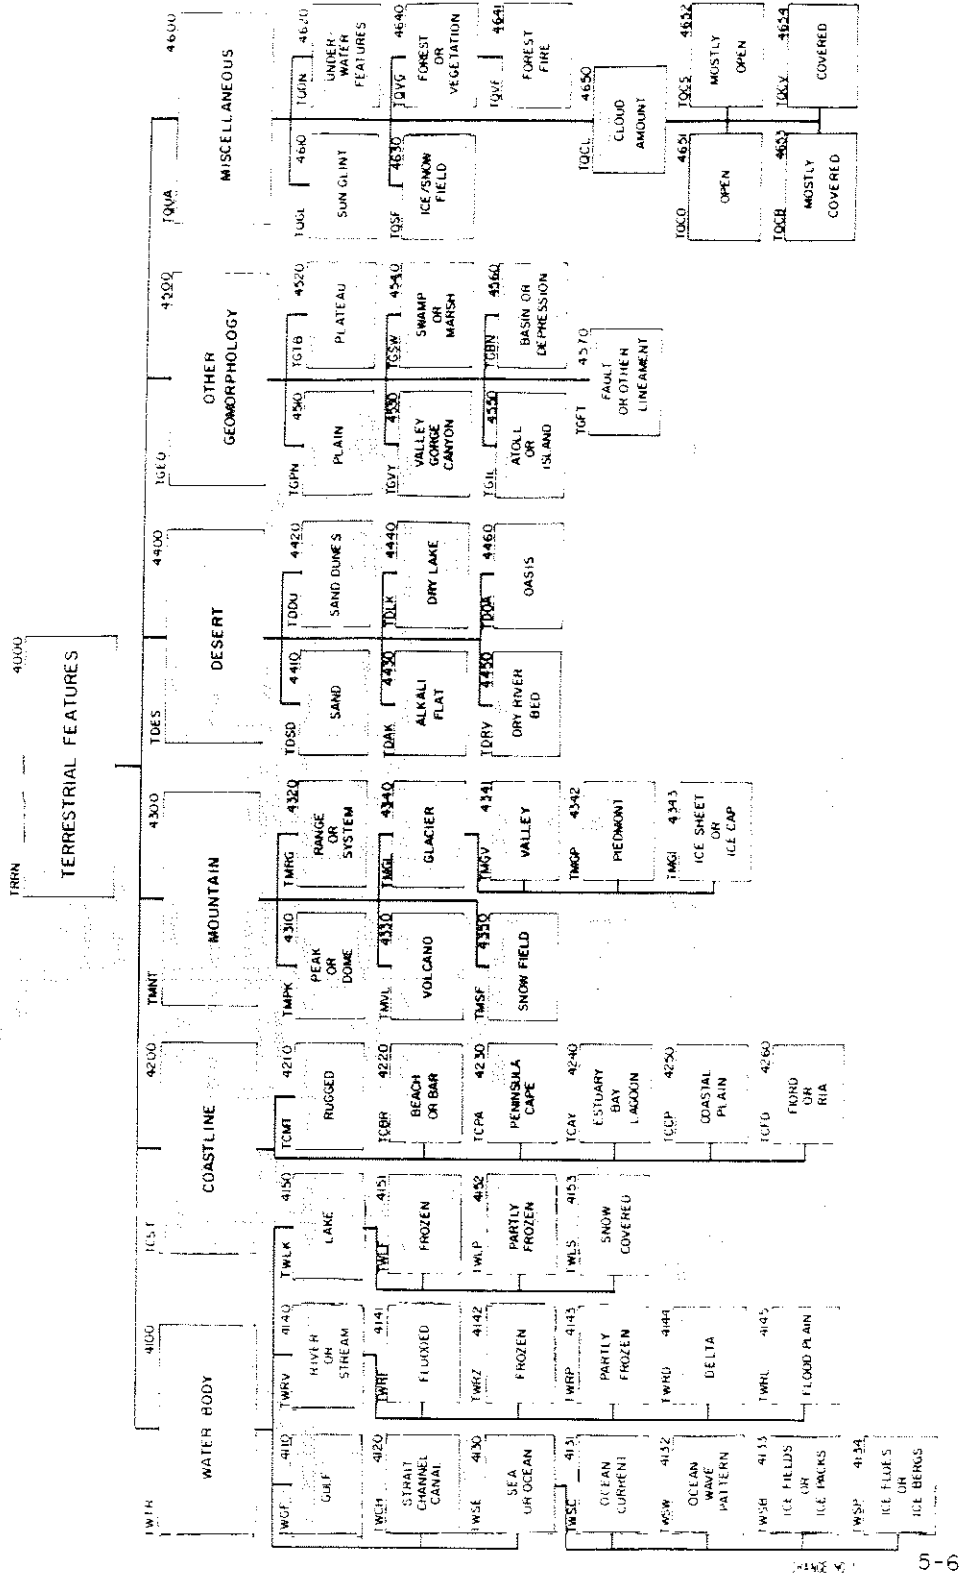 TRRN 4000
TERRESTRIAL FEATURES
TWTR 4100
WATER BODY
TWGF 4110
GULF
TWCH 4120
STRAIT
CHANNEL
CANAL
TWSE 4130
SEA
OR OCEAN
TWSC 4131
OCEAN
CURRENT
TWSW 4132
OCEAN
WAVE
PATTERN
4133
ICE FIELDS
OR
ICE PACKS
TWSP 4134
ICE FLOES
OR
ICE BERGS
TWRV 4140
RIVER
OR
STREAM
TWRF 4141
FLOODED
TWRZ 4142
FROZEN
TWRP 4143
PARTLY
FROZEN
TWRD 4144
DELTA
TWRL 4145
FLOOD PLAIN
TWLK 4150
LAKE
TWLF 4151
FROZEN
TWLP 4152
PARTLY
FROZEN
TWLS 4153
SNOW
COVERED
TCST 4200
COASTLINE
TCMT 4210
RUGGED
TCBR 4220
BEACH
OR BAR
TCPA 4230
PENINSULA
CAPE
TCAY 4240
ESTUARY
BAY
LAGOON
TCCP 4250
COASTAL
PLAIN
TCFD 4260
FIORD
OR
RIA
TMNT 4300
MOUNTAIN
TMPK 4310
PEAK
OR
DOME
TMRG 4320
RANGE
OR
SYSTEM
TMVL 4330
VOLCANO
TMGL 4340
GLACIER
TMGV 4341
VALLEY
TMGP 4342
PIEDMONT
TMGI 4343
ICE SHEET
OR
ICE CAP
TMSF 4350
SNOW FIELD
TDES 4400
DESERT
TDSD 4410
SAND
TDDU 4420
SAND DUNES
TDAK 4430
ALKALI
FLAT
TDLK 4440
DRY LAKE
TDRV 4450
DRY RIVER
BED
TDOA 4460
OASIS
TGEO 4500
OTHER
GEOMORPHOLOGY
TGPN 4510
PLAIN
TGTB 4520
PLATEAU
TGVY 4530
VALLEY
GORGE
CANYON
TGSW 4540
SWAMP
OR
MARSH
TGIL 4550
ATOLL
OR
ISLAND
TGBN 4560
BASIN OR
DEPRESSION
TGFT 4570
FAULT
OR OTHER
LINEAMENT
TQVA 4600
MISCELLANEOUS
TQGL 4610
SUN GLINT
TQUN 4620
UNDER-
WATER
FEATURES
TQSF 4630
ICE/SNOW
FIELD
TQVG 4640
FOREST
OR
VEGETATION
TQVF 4641
FOREST
FIRE
TQCL 4650
CLOUD
AMOUNT
TQCO 4651
OPEN
TQCS 4652
MOSTLY
OPEN
TQCB 4653
MOSTLY
COVERED
TQCV 4654
COVERED
5-6